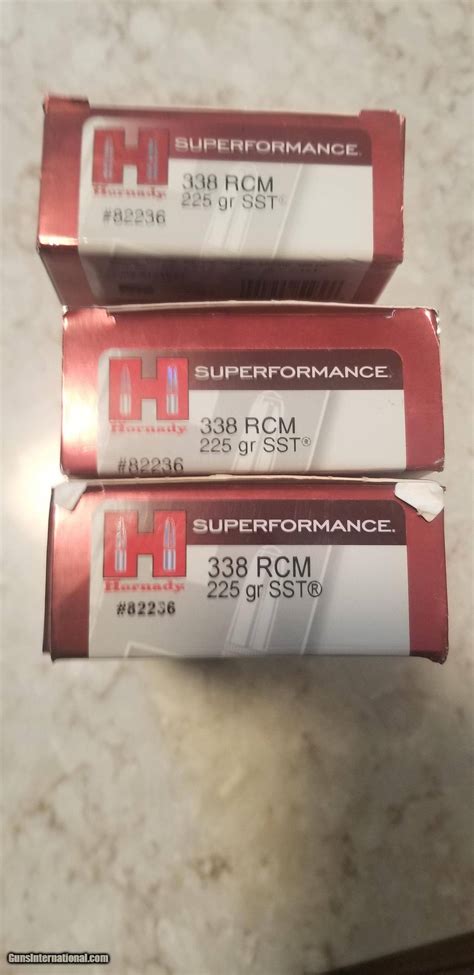 H SUPERFORMANCE.
Hornady
338 RCM
225 gr SST®
#82236
H SUPERFORMANCE.
Hornady
338 RCM
225 gr SST®
#82236
H SUPERFORMANCE.
Hornady
338 RCM
225 gr SST®
#82236
GunsInternational.com